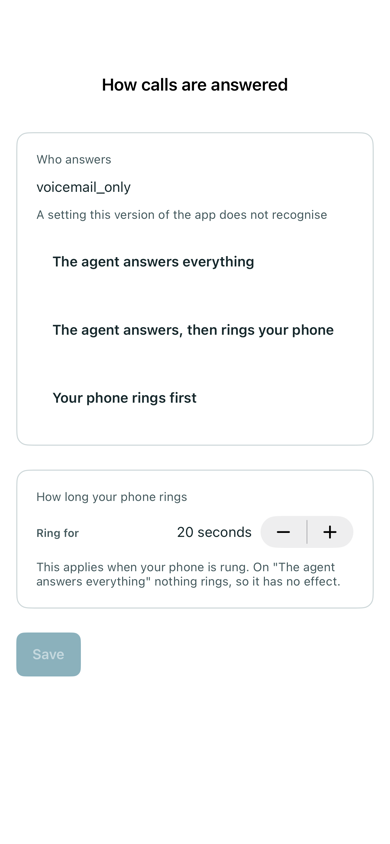 How calls are answered
Who answers
voicemail_only
A setting this version of the app does not recognise
The agent answers everything
The agent answers, then rings your phone
Your phone rings first
How long your phone rings
Ring for 20 seconds − +
This applies when your phone is rung. On "The agent
answers everything" nothing rings, so it has no effect.
Save